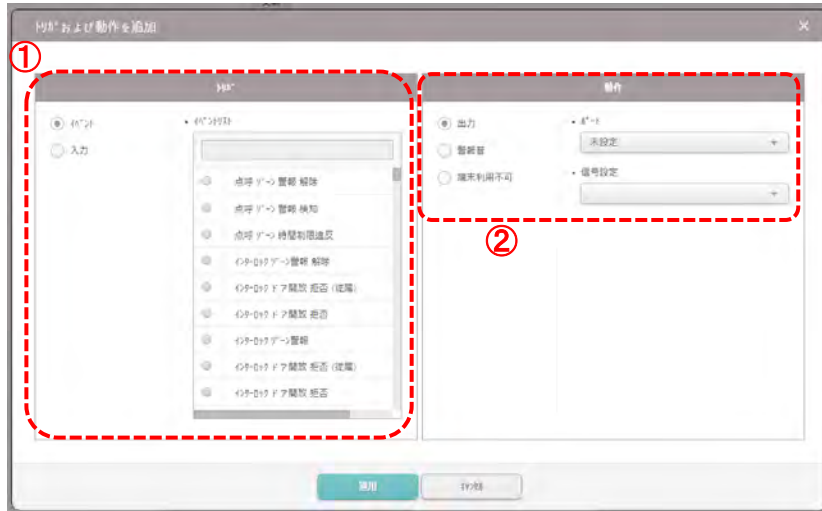 ﾄﾘｶﾞおよび動作を追加
①
ﾄﾘｶﾞ
ｲﾍﾞﾝﾄ
入力
・ ｲﾍﾞﾝﾄﾘｽﾄ
点呼 ｿﾞｰﾝ 警報 解除
点呼 ｿﾞｰﾝ 警報 検知
点呼 ｿﾞｰﾝ 時間制限違反
ｲﾝﾀｰﾛｯｸ ｿﾞｰﾝ警報 解除
ｲﾝﾀｰﾛｯｸ ドア開放 拒否 (従属)
ｲﾝﾀｰﾛｯｸ ドア開放 拒否
ｲﾝﾀｰﾛｯｸ ｿﾞｰﾝ警報
ｲﾝﾀｰﾛｯｸ ドア開放 拒否 (従属)
ｲﾝﾀｰﾛｯｸ ドア開放 拒否
動作
出力
警報音
端末利用不可
・ ﾎﾟｰﾄ
未設定
・ 信号設定
②
適用
ｷｬﾝｾﾙ